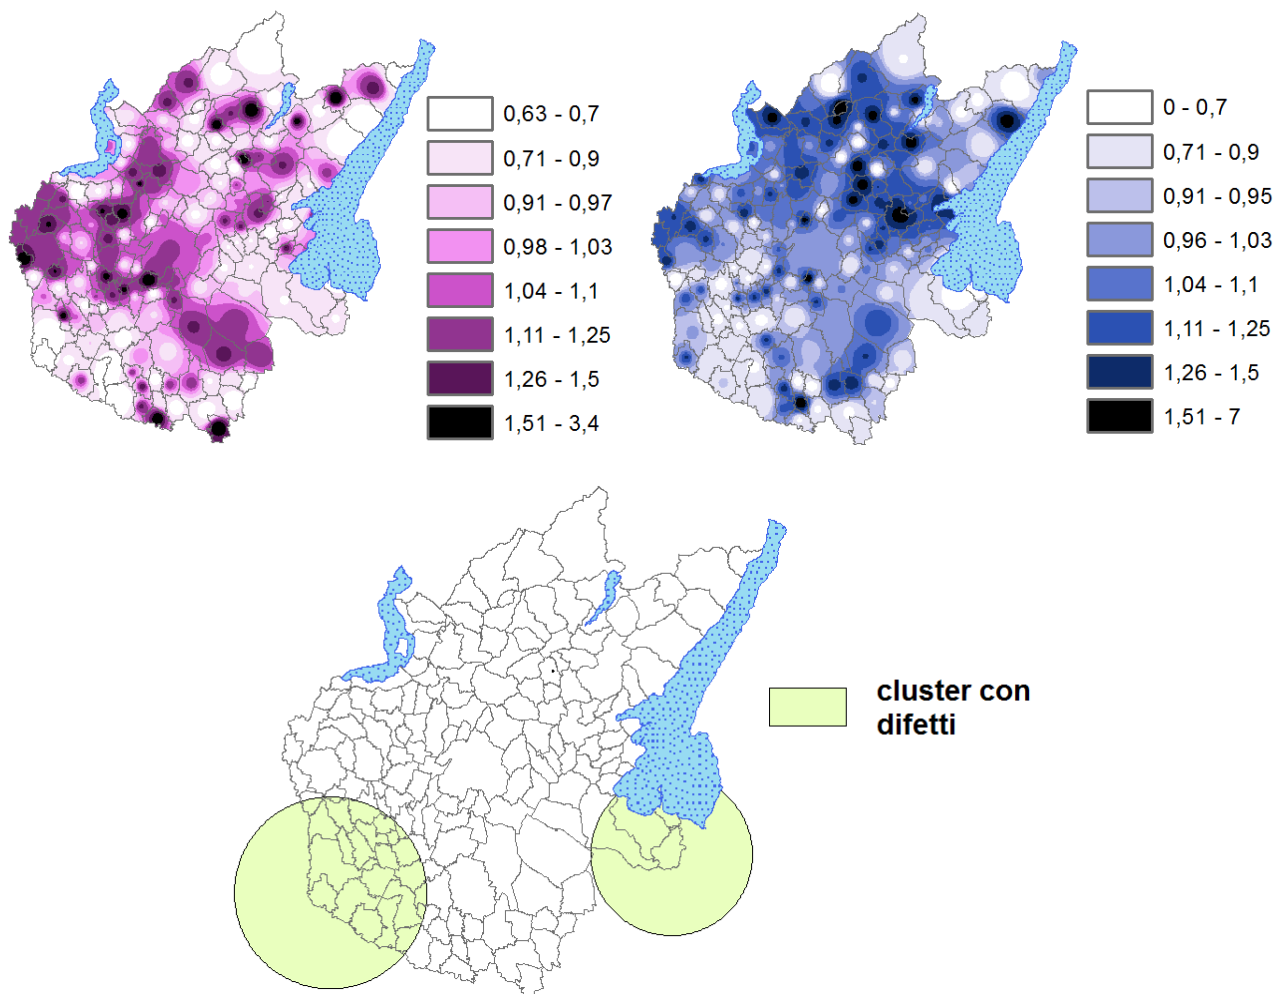 0,63 - 0,7
0,71 - 0,9
0,91 - 0,97
0,98 - 1,03
1,04 - 1,1
1,11 - 1,25
1,26 - 1,5
1,51 - 3,4
0 - 0,7
0,71 - 0,9
0,91 - 0,95
0,96 - 1,03
1,04 - 1,1
1,11 - 1,25
1,26 - 1,5
1,51 - 7
cluster con
difetti